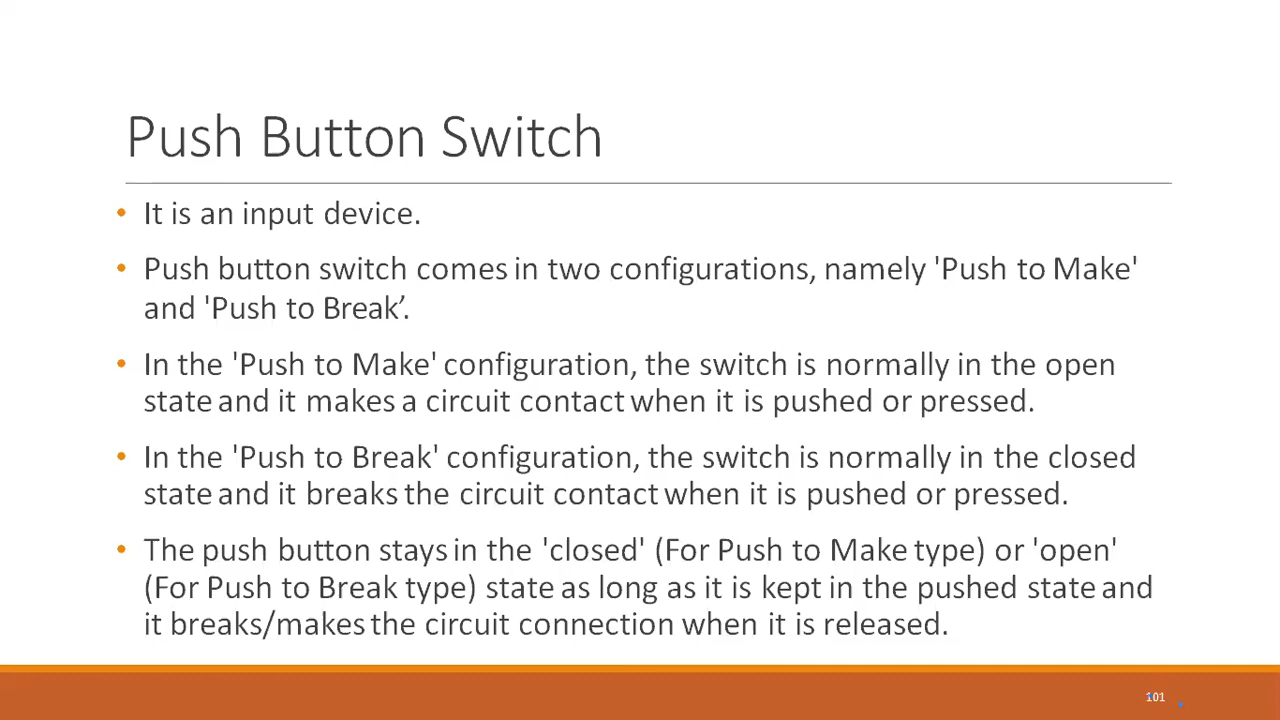 Push Button Switch
• It is an input device.
• Push button switch comes in two configurations, namely 'Push to Make'
and 'Push to Break’.
• In the 'Push to Make' configuration, the switch is normally in the open
state and it makes a circuit contact when it is pushed or pressed.
• In the 'Push to Break' configuration, the switch is normally in the closed
state and it breaks the circuit contact when it is pushed or pressed.
• The push button stays in the 'closed' (For Push to Make type) or 'open'
(For Push to Break type) state as long as it is kept in the pushed state and
it breaks/makes the circuit connection when it is released.
101